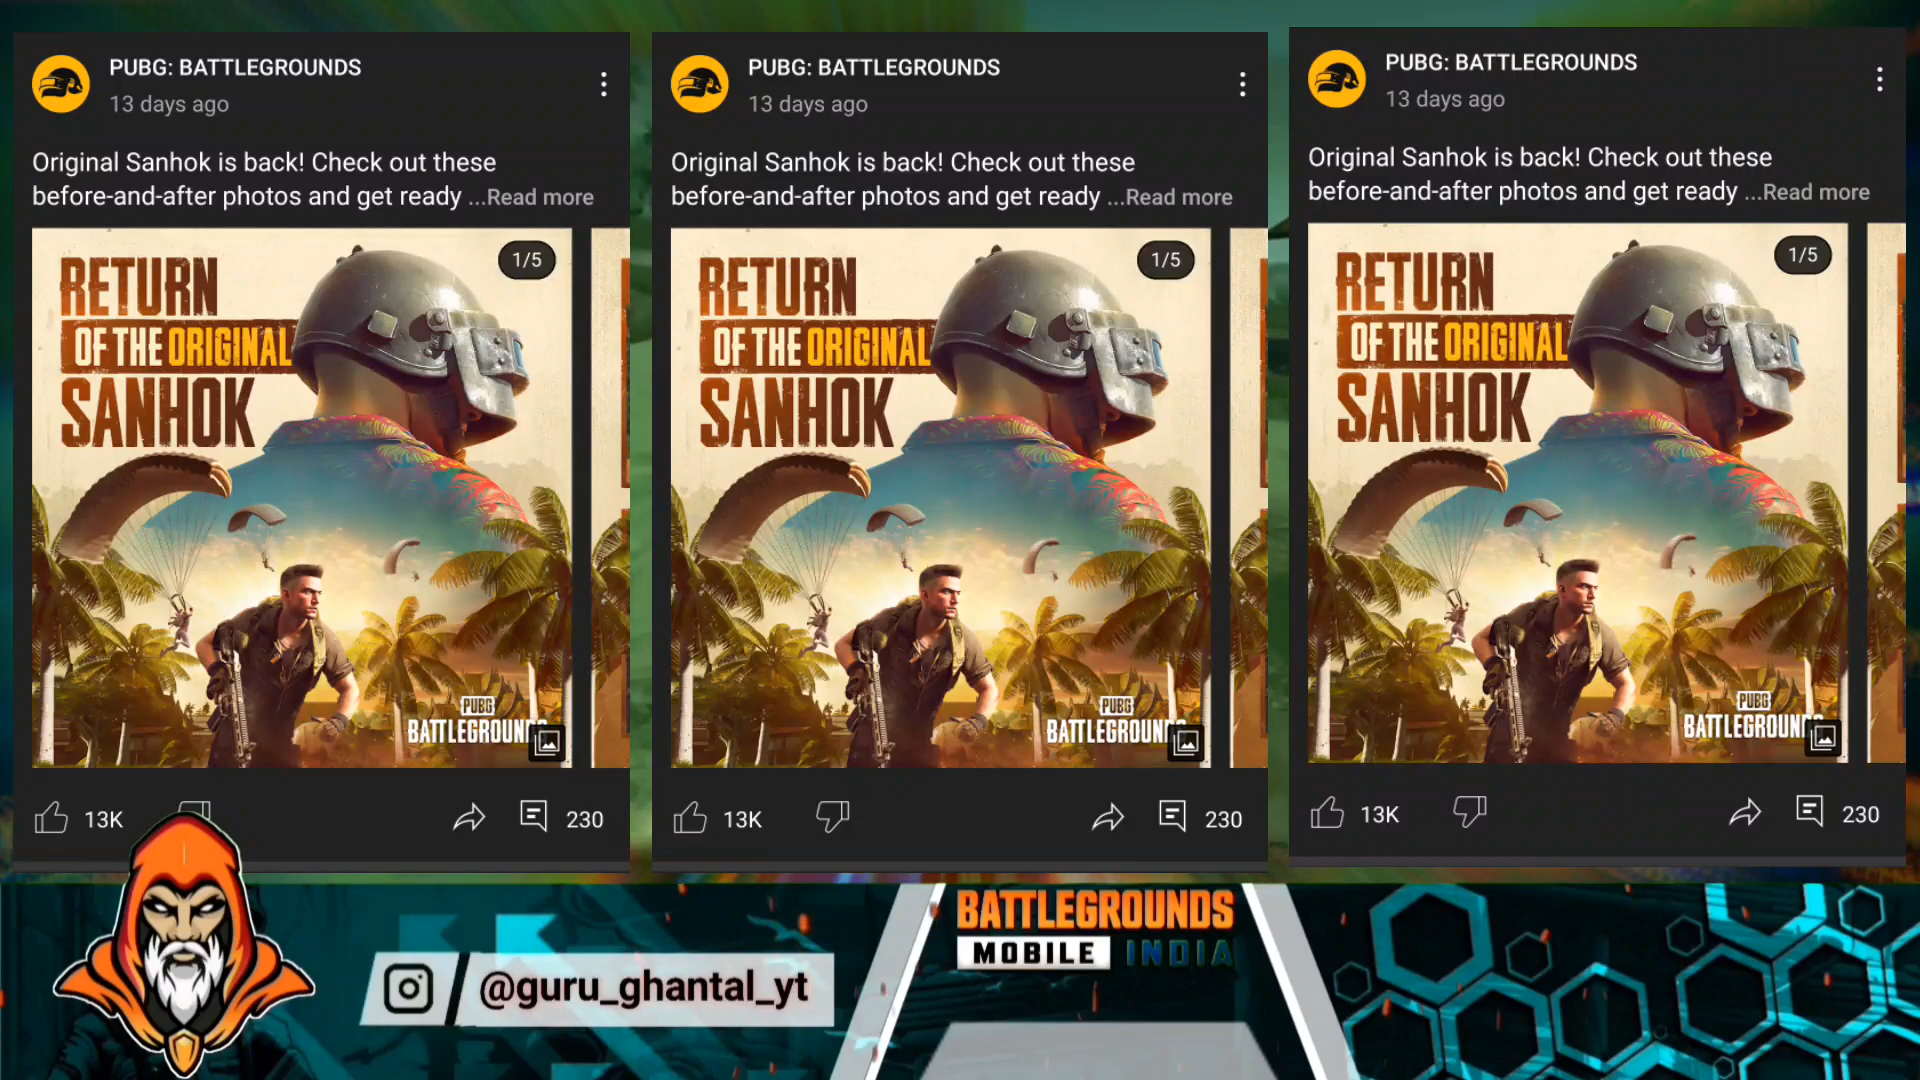 PUBG: BATTLEGROUNDS
13 days ago
Original Sanhok is back! Check out these
before-and-after photos and get ready ...Read more
1/5
RETURN
OF THE ORIGINAL
SANHOK
PUBG
BATTLEGROUNDS
13K
230
PUBG: BATTLEGROUNDS
13 days ago
Original Sanhok is back! Check out these
before-and-after photos and get ready ...Read more
1/5
RETURN
OF THE ORIGINAL
SANHOK
PUBG
BATTLEGROUNDS
13K
230
PUBG: BATTLEGROUNDS
13 days ago
Original Sanhok is back! Check out these
before-and-after photos and get ready ...Read more
1/5
RETURN
OF THE ORIGINAL
SANHOK
PUBG
BATTLEGROUNDS
13K
230
@guru_ghantal_yt
BATTLEGROUNDS
MOBILE INDIA